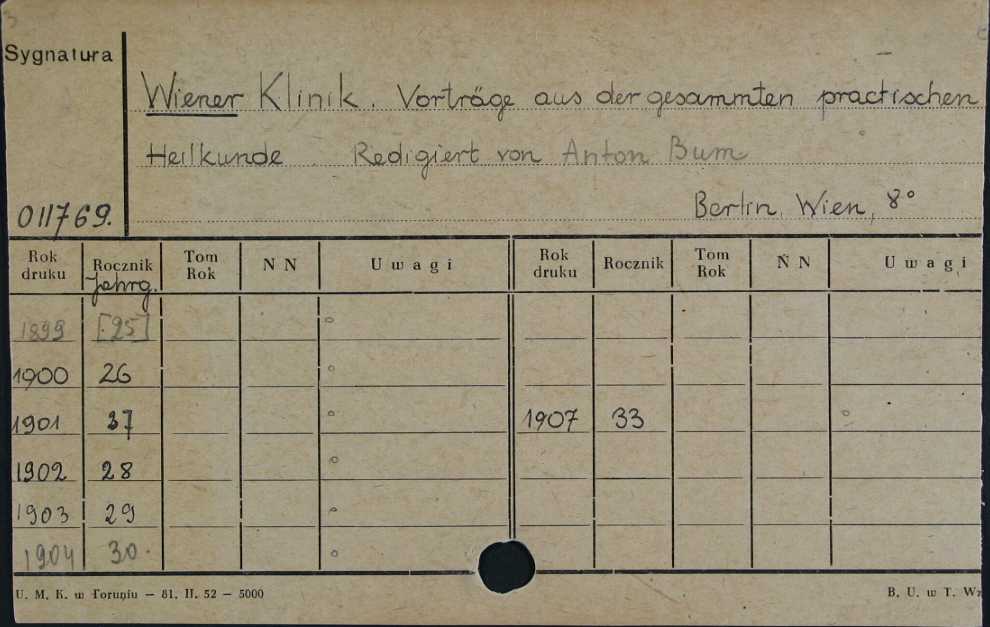 Sygnatura
Wiener Klinik. Vorträge aus der gesammten practischen
Heilkunde. Redigiert von Anton Bum
011769.
Berlin, Wien, 8°
Rok druku Rocznik Jahrg. Tom Rok N N Uwagi Rok druku Rocznik Tom Rok N N Uwagi
1899 [25] °
1900 26 °
1901 37 ° 1907 33 °
1902 28 °
1903 29 °
1904 30. °
U. M. K. w Toruniu — 81. II. 52 — 5000 B. U. w T. Wz